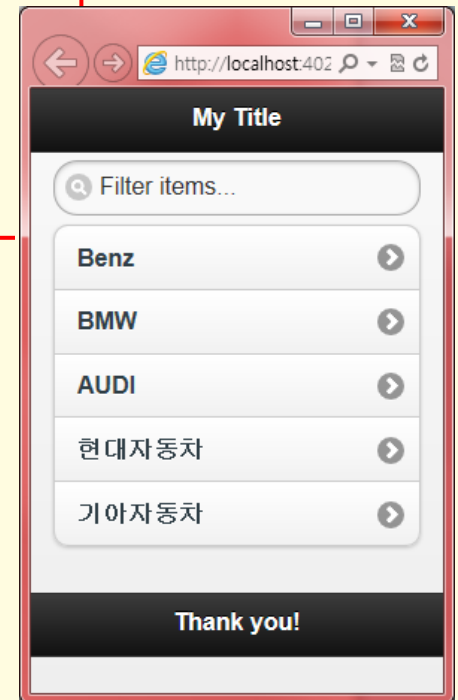 http://localhost:402
My Title
Filter items...
Benz
BMW
AUDI
현대자동차
기아자동차
Thank you!